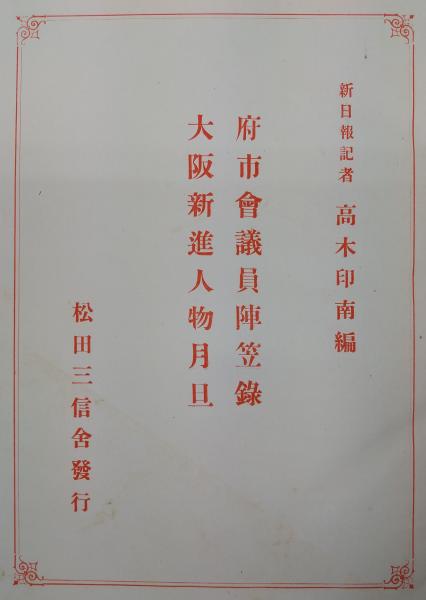 新日報記者 高木印南編
府市會議員陣笠錄
大阪新進人物月旦
松田三信舍發行